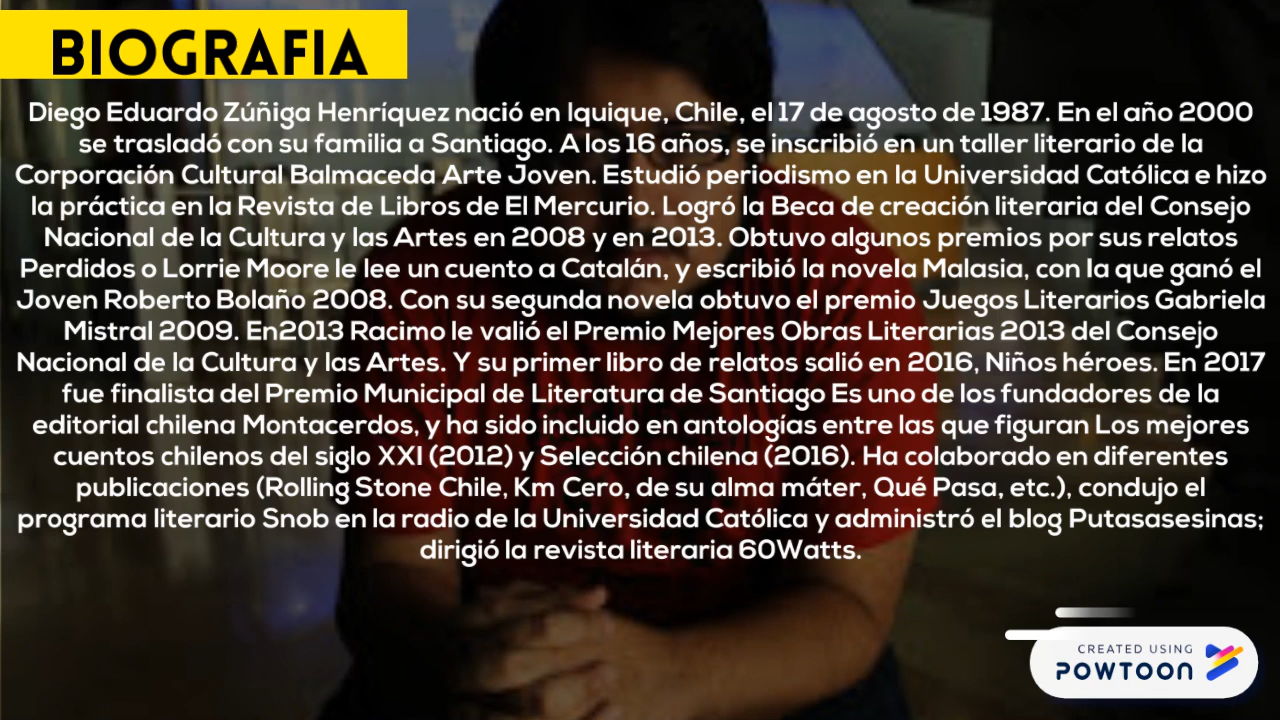 BIOGRAFIA
Diego Eduardo Zúñiga Henríquez nació en Iquique, Chile, el 17 de agosto de 1987. En el año 2000
se trasladó con su familia a Santiago. A los 16 años, se inscribió en un taller literario de la
Corporación Cultural Balmaceda Arte Joven. Estudió periodismo en la Universidad Católica e hizo
la práctica en la Revista de Libros de El Mercurio. Logró la Beca de creación literaria del Consejo
Nacional de la Cultura y las Artes en 2008 y en 2013. Obtuvo algunos premios por sus relatos
Perdidos o Lorrie Moore le lee un cuento a Catalán, y escribió la novela Malasia, con la que ganó el
Joven Roberto Bolaño 2008. Con su segunda novela obtuvo el premio Juegos Literarios Gabriela
Mistral 2009. En2013 Racimo le valió el Premio Mejores Obras Literarias 2013 del Consejo
Nacional de la Cultura y las Artes. Y su primer libro de relatos salió en 2016, Niños héroes. En 2017
fue finalista del Premio Municipal de Literatura de Santiago Es uno de los fundadores de la
editorial chilena Montacerdos, y ha sido incluido en antologías entre las que figuran Los mejores
cuentos chilenos del siglo XXI (2012) y Selección chilena (2016). Ha colaborado en diferentes
publicaciones (Rolling Stone Chile, Km Cero, de su alma máter, Qué Pasa, etc.), condujo el
programa literario Snob en la radio de la Universidad Católica y administró el blog Putasasesinas;
dirigió la revista literaria 60Watts.
CREATED USING
POWTOON